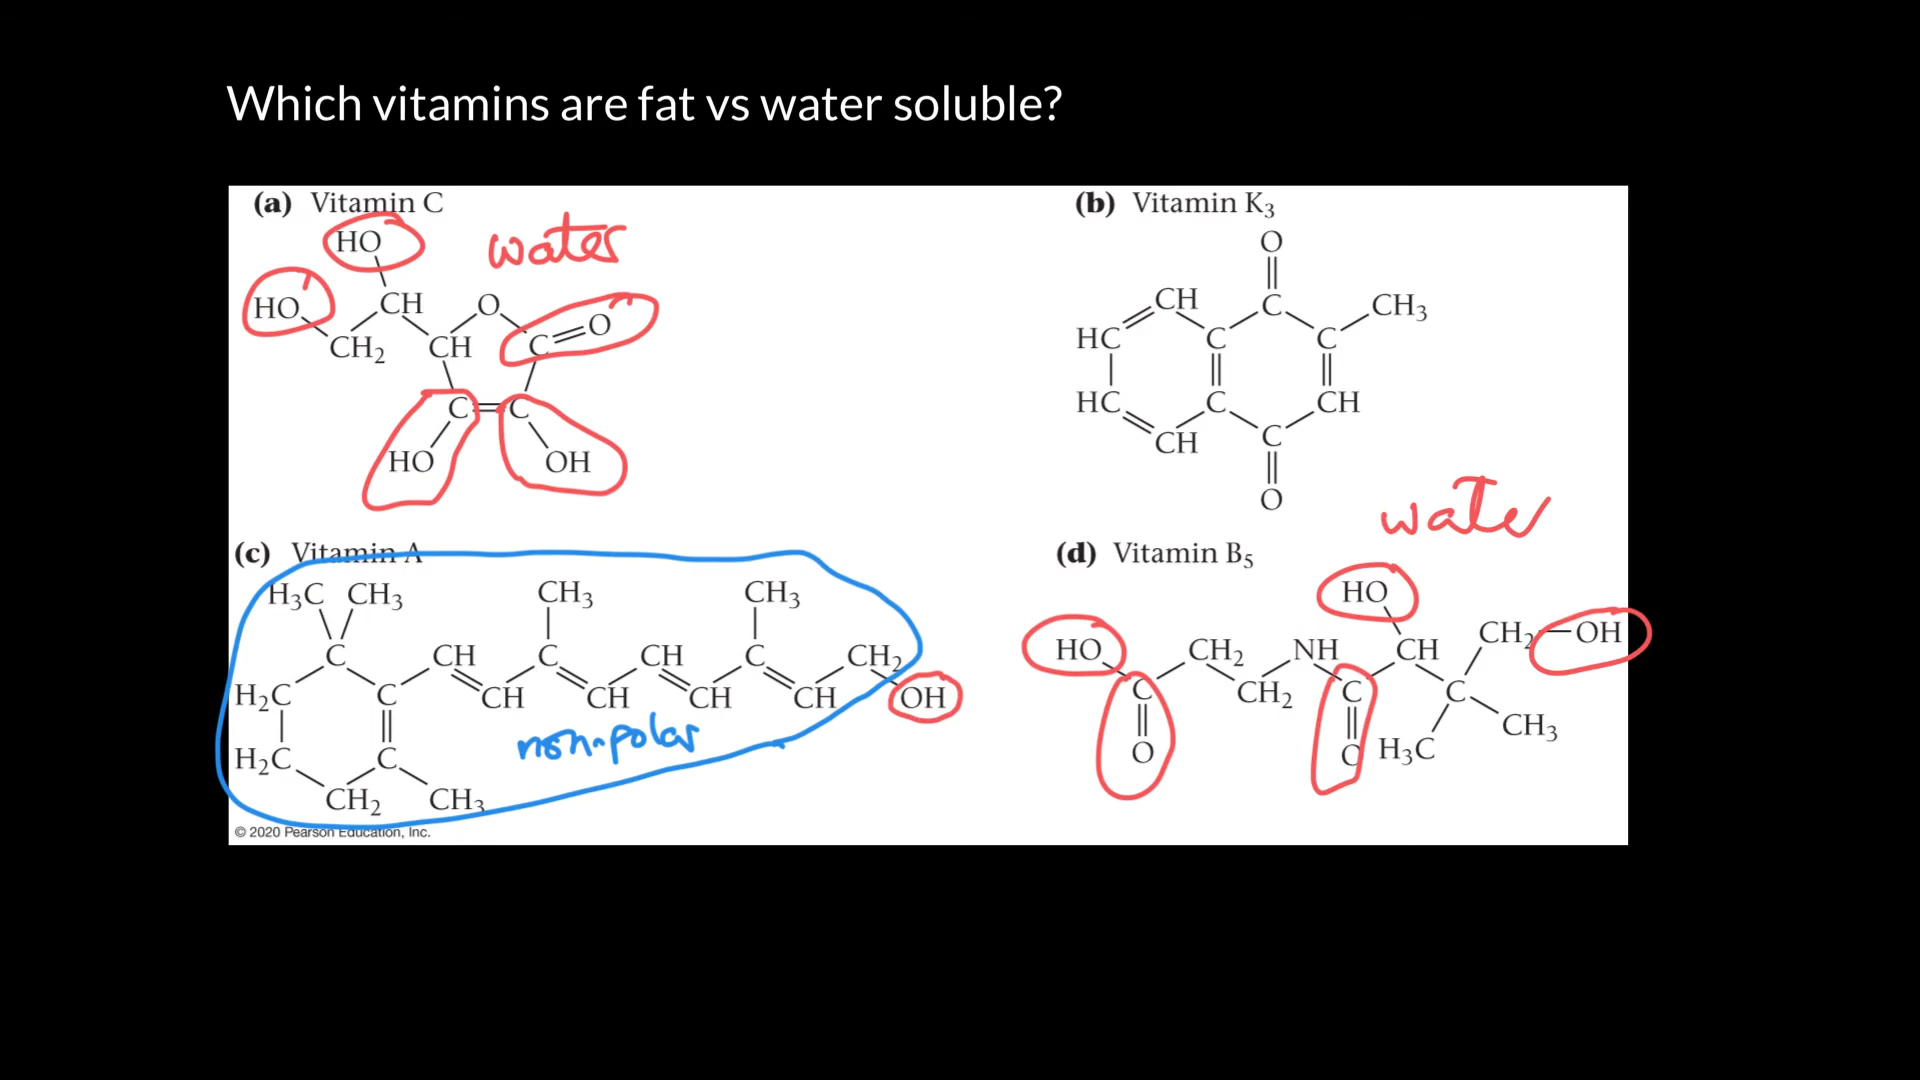 Which vitamins are fat vs water soluble?
(a) Vitamin C
HO
water
HO
CH
O
O
CH2
CH
C
C
C
HO
OH
(b) Vitamin K3
O
CH
C
CH3
HC
C
C
HC
C
CH
CH
C
O
(c) Vitamin A
H3C
CH3
CH3
CH3
C
CH
C
CH
C
CH2
H2C
C
CH
CH
CH
CH
OH
non-polar
H2C
C
CH2
CH3
© 2020 Pearson Education, Inc.
water
(d) Vitamin B5
HO
HO
CH2
NH
CH
CH2
OH
C
CH2
C
C
CH3
O
O
H3C